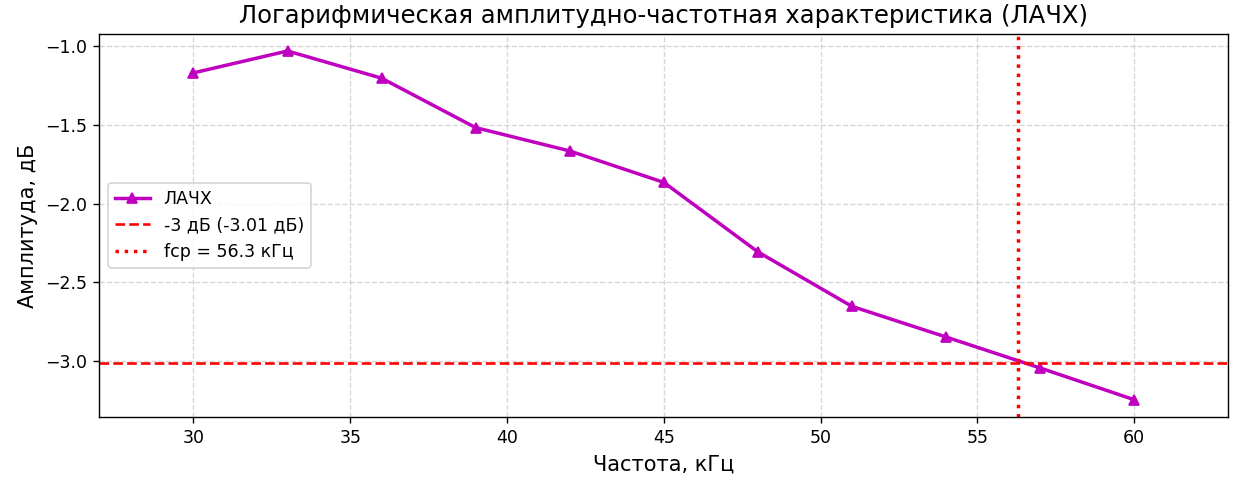 Логарифмическая амплитудно-частотная характеристика (ЛАЧХ)
Амплитуда, дБ
−1.0
−1.5
−2.0
−2.5
−3.0
ЛАЧХ
-3 дБ (-3.01 дБ)
fср = 56.3 кГц
30 35 40 45 50 55 60
Частота, кГц